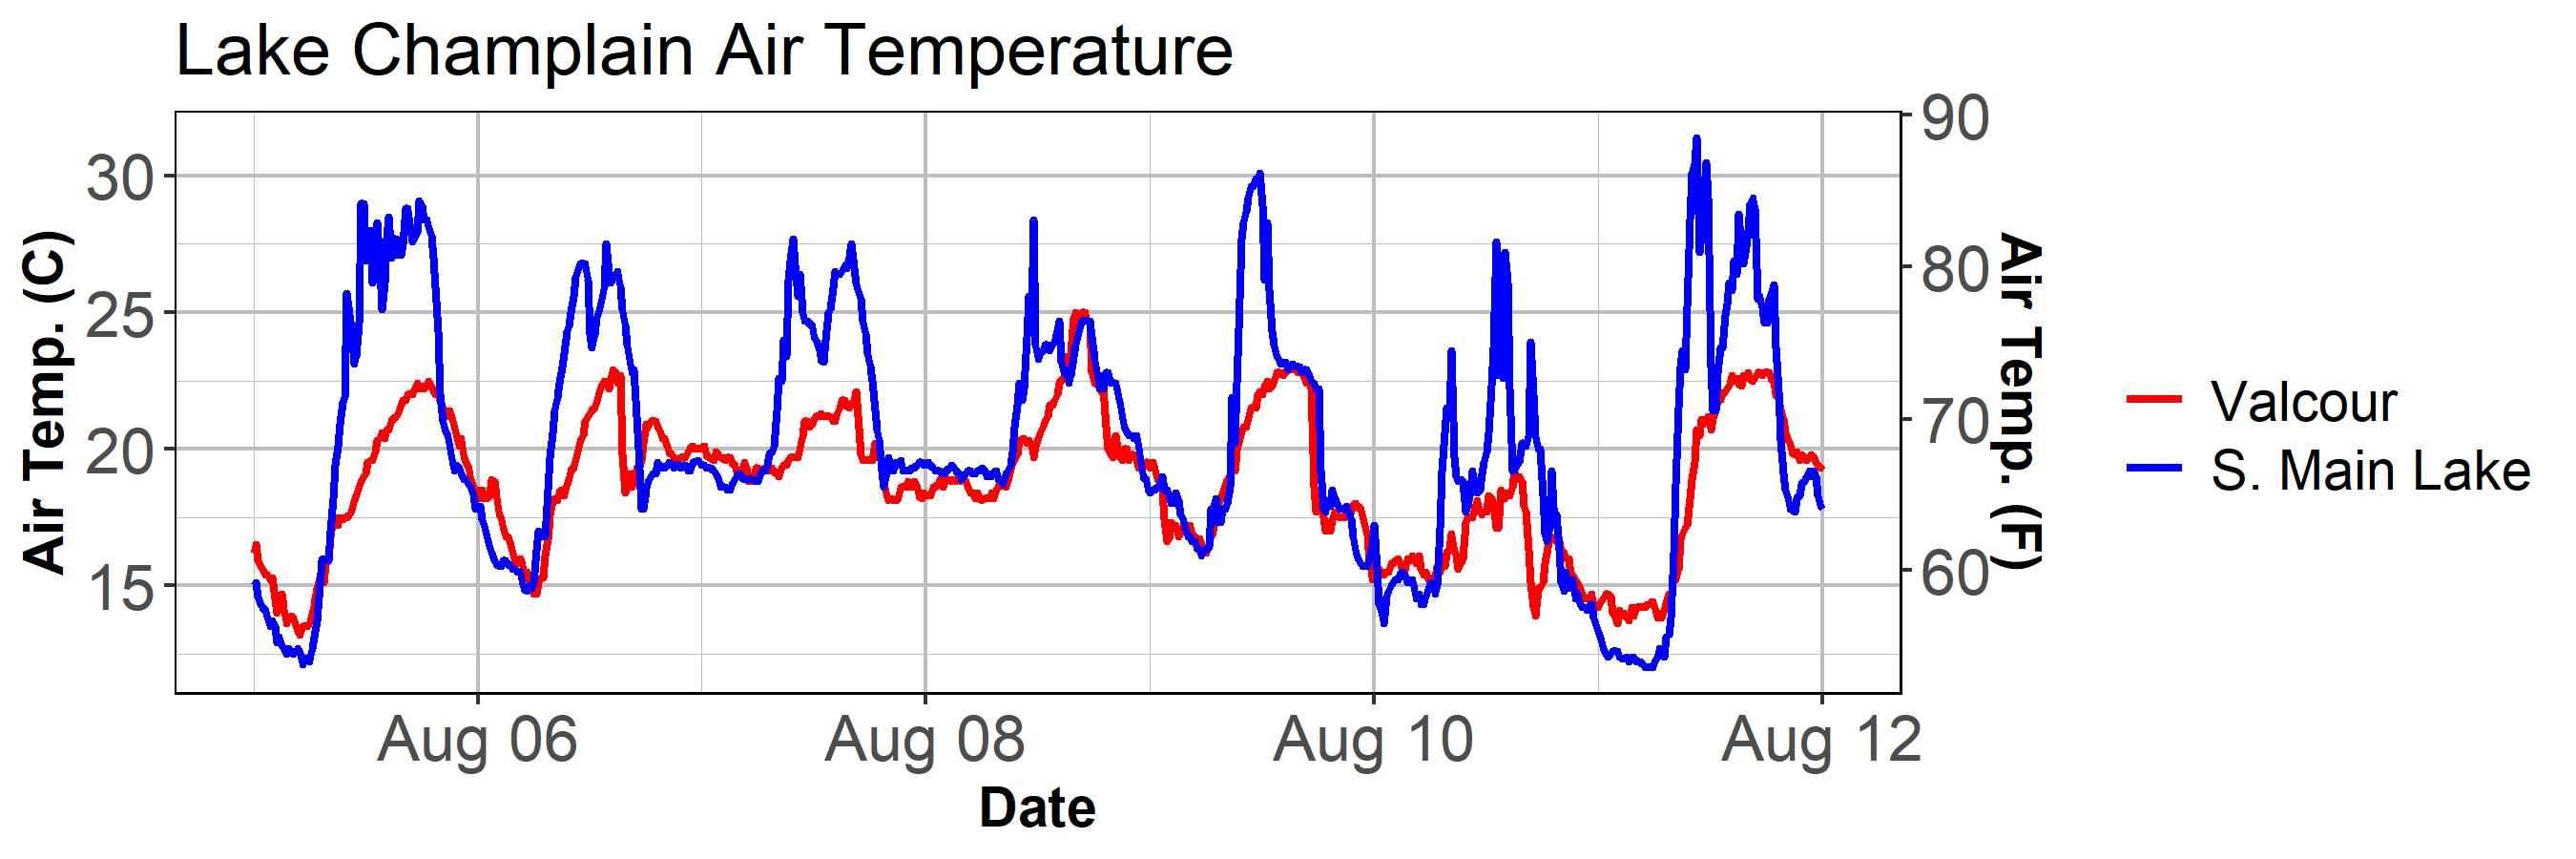 Lake Champlain Air Temperature
Air Temp. (C)
30
25
20
15
90
80
70
60
Air Temp. (F)
Aug 06
Aug 08
Aug 10
Aug 12
Date
Valcour
S. Main Lake